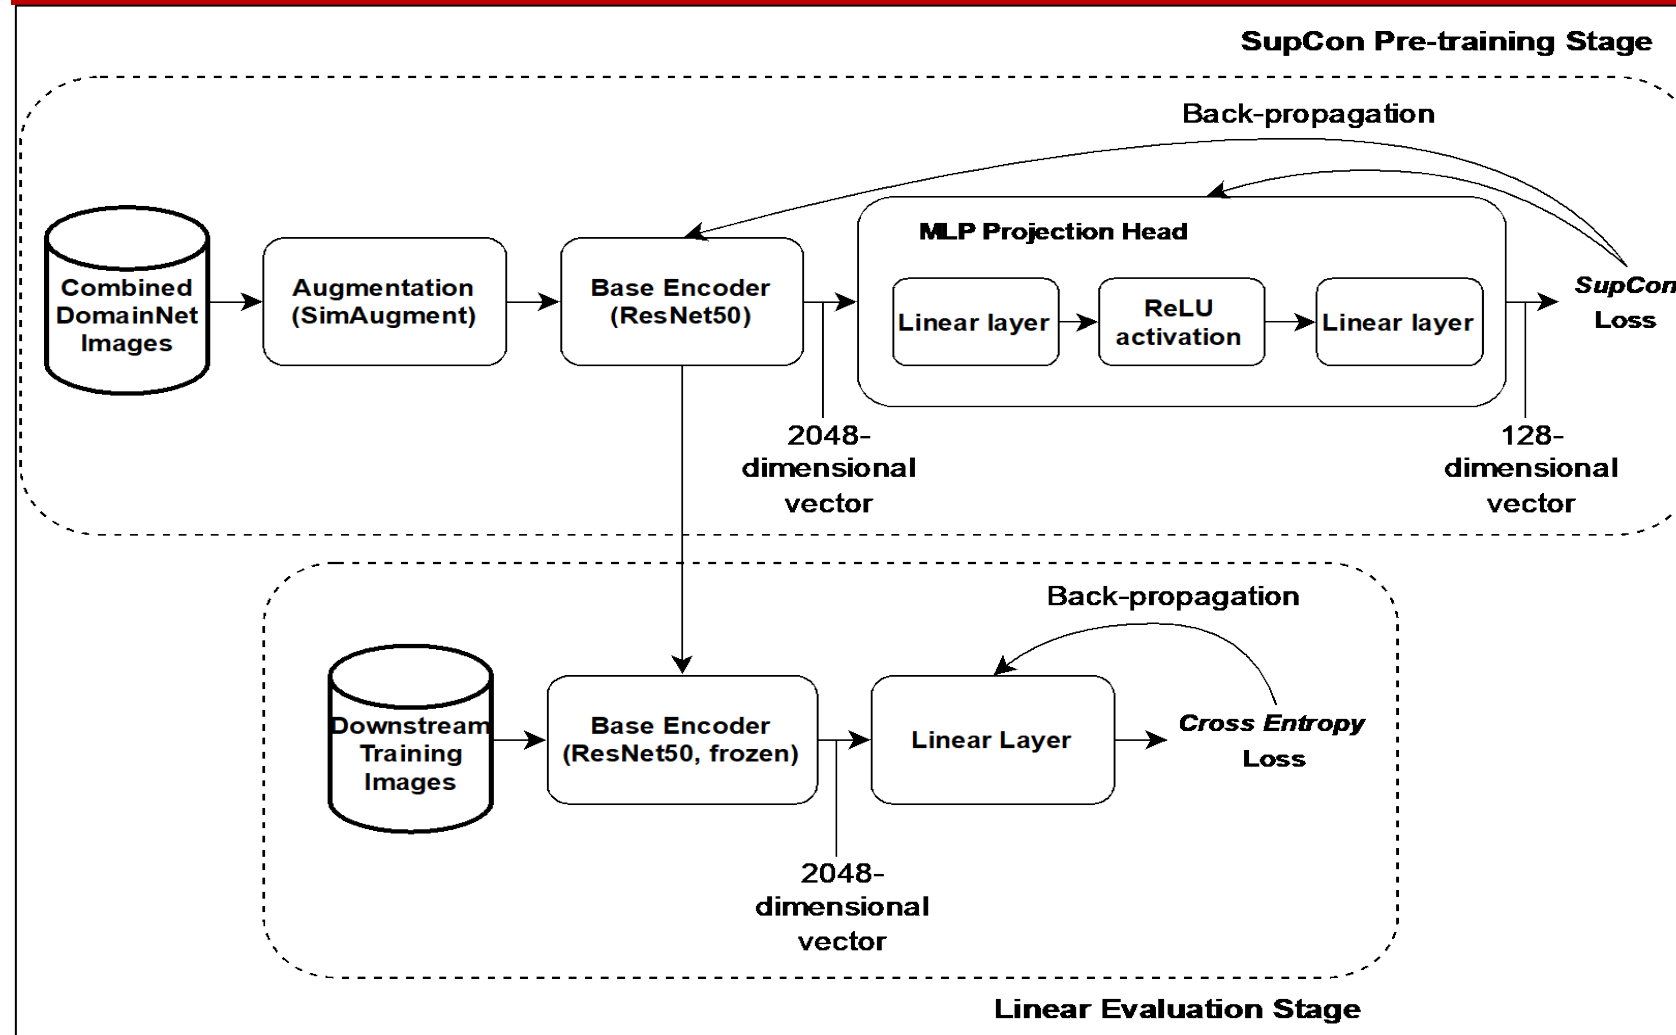 SupCon Pre-training Stage
Back-propagation
Combined
DomainNet
Images
Augmentation
(SimAugment)
Base Encoder
(ResNet50)
MLP Projection Head
Linear layer
ReLU
activation
Linear layer
SupCon
Loss
2048-
dimensional
vector
128-
dimensional
vector
Back-propagation
Downstream
Training
Images
Base Encoder
(ResNet50, frozen)
Linear Layer
Cross Entropy
Loss
2048-
dimensional
vector
Linear Evaluation Stage